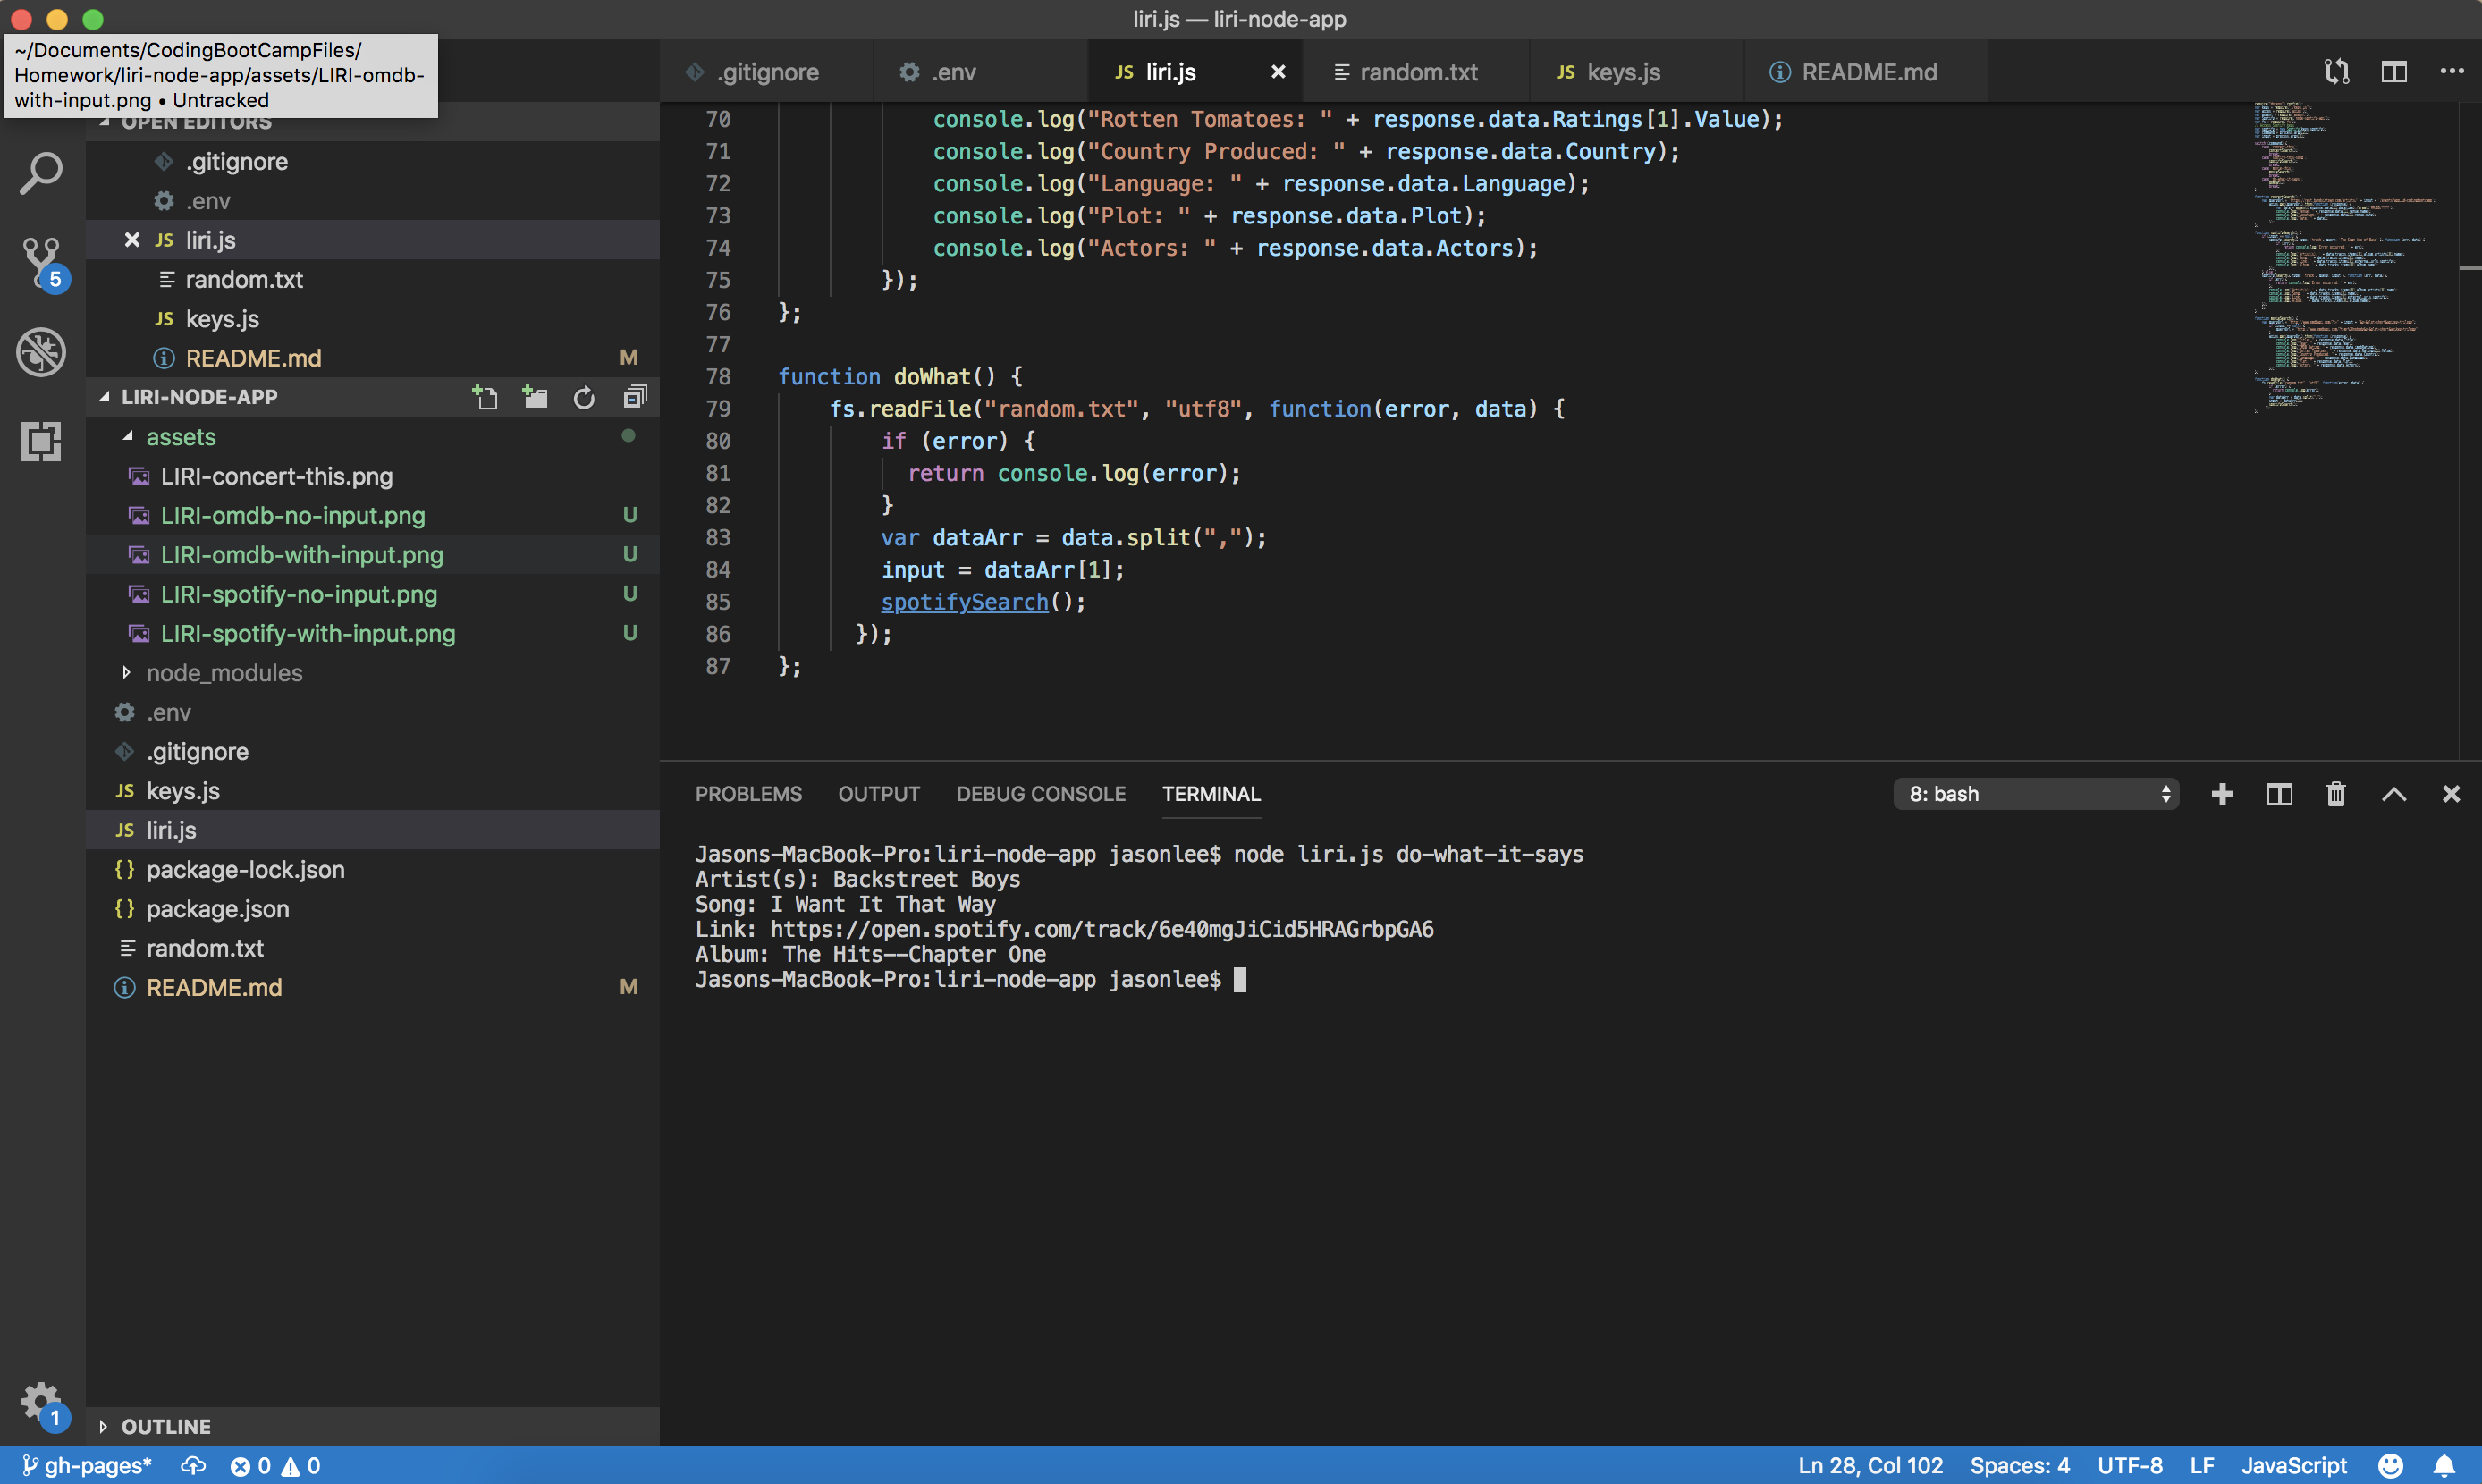 liri.js — liri-node-app
~/Documents/CodingBootCampFiles/
Homework/liri-node-app/assets/LIRI-omdb-
with-input.png • Untracked
.gitignore
.env
JS liri.js
random.txt
JS keys.js
README.md
OPEN EDITORS
.gitignore
.env
JS liri.js
random.txt
JS keys.js
README.md M
LIRI-NODE-APP
assets
LIRI-concert-this.png
LIRI-omdb-no-input.png U
LIRI-omdb-with-input.png U
LIRI-spotify-no-input.png U
LIRI-spotify-with-input.png U
node_modules
.env
.gitignore
JS keys.js
JS liri.js
{} package-lock.json
{} package.json
random.txt
README.md M
OUTLINE
5
1
70 console.log("Rotten Tomatoes: " + response.data.Ratings[1].Value);
71 console.log("Country Produced: " + response.data.Country);
72 console.log("Language: " + response.data.Language);
73 console.log("Plot: " + response.data.Plot);
74 console.log("Actors: " + response.data.Actors);
75 });
76 };
77
78 function doWhat() {
79 fs.readFile("random.txt", "utf8", function(error, data) {
80 if (error) {
81 return console.log(error);
82 }
83 var dataArr = data.split(",");
84 input = dataArr[1];
85 spotifySearch();
86 });
87 };
PROBLEMS OUTPUT DEBUG CONSOLE TERMINAL
8: bash
Jasons-MacBook-Pro:liri-node-app jasonlee$ node liri.js do-what-it-says
Artist(s): Backstreet Boys
Song: I Want It That Way
Link: https://open.spotify.com/track/6e40mgJiCid5HRAGrbpGA6
Album: The Hits--Chapter One
Jasons-MacBook-Pro:liri-node-app jasonlee$
gh-pages* 0 0
Ln 28, Col 102 Spaces: 4 UTF-8 LF JavaScript